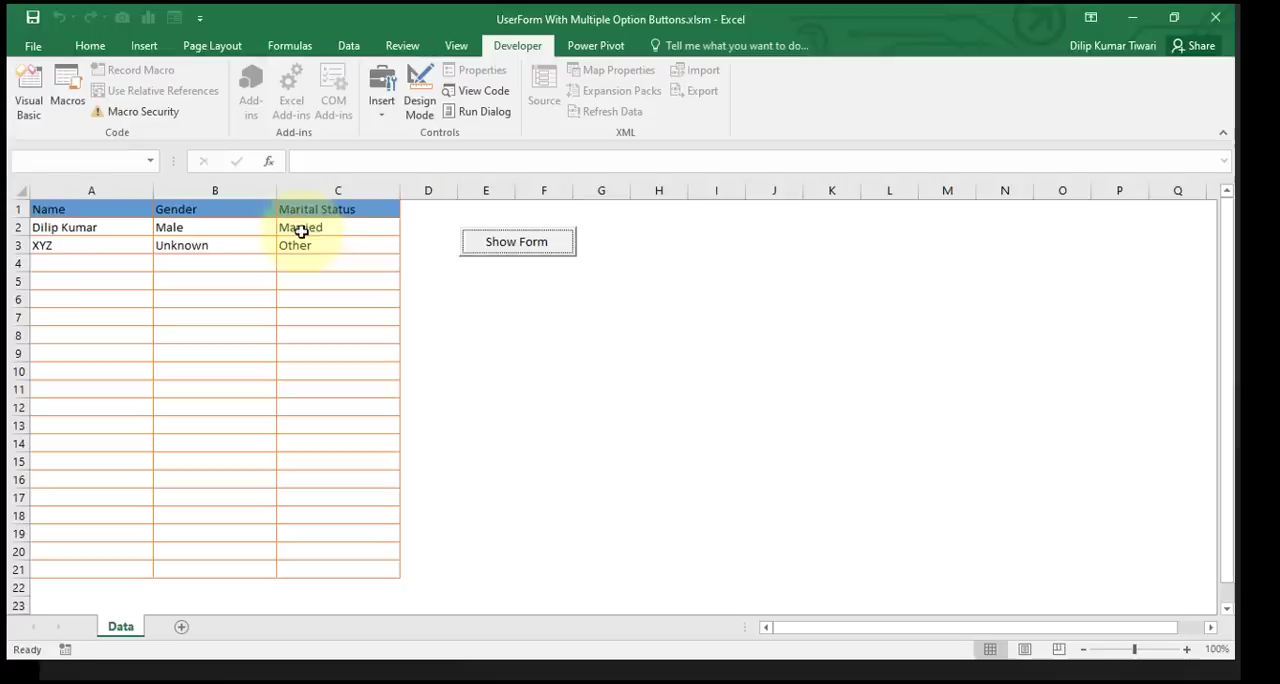 UserForm With Multiple Option Buttons.xlsm - Excel
File Home Insert Page Layout Formulas Data Review View Developer Power Pivot Tell me what you want to do... Dilip Kumar Tiwari Share
Visual Basic
Macros
Record Macro
Use Relative References
Macro Security
Code
Add-ins
Excel Add-ins
COM Add-ins
Add-ins
Insert
Design Mode
Properties
View Code
Run Dialog
Controls
Source
Map Properties
Expansion Packs
Refresh Data
Import
Export
XML
fx
A B C D E F G H I J K L M N O P Q
1 Name Gender Marital Status
2 Dilip Kumar Male Married
3 XYZ Unknown Other
Show Form
4
5
6
7
8
9
10
11
12
13
14
15
16
17
18
19
20
21
22
23
Data
Ready
100%